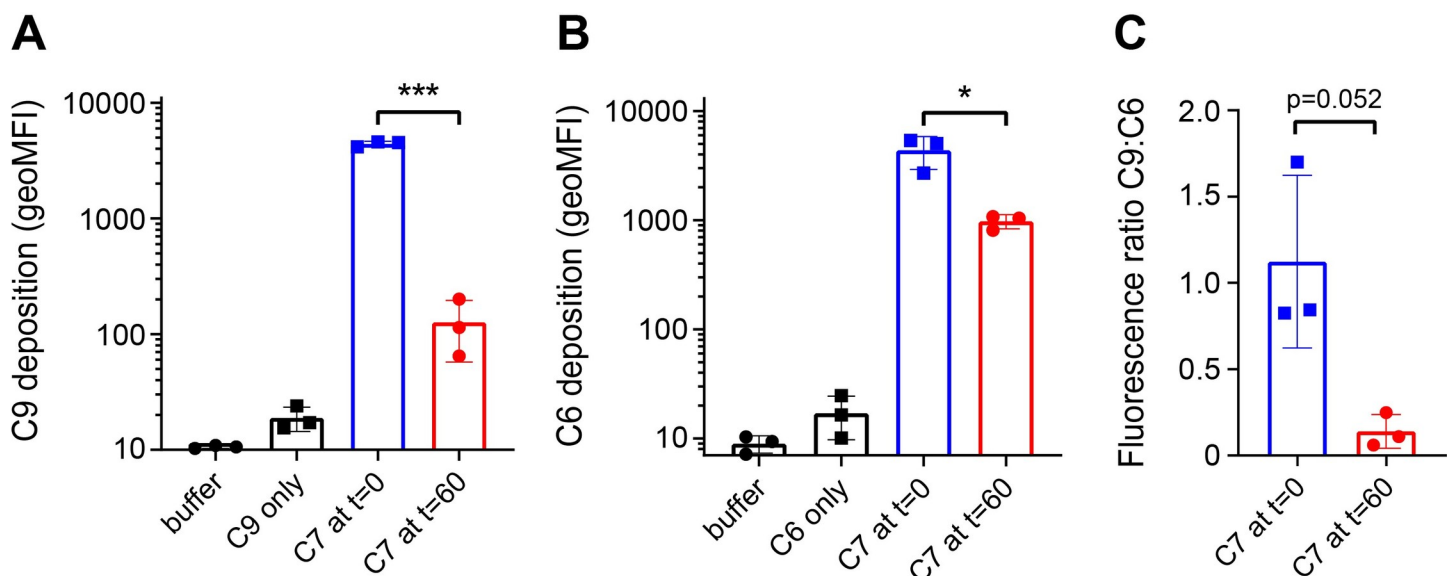 A
C9 deposition (geoMFI)
10000
1000
100
10
***
buffer
C9 only
C7 at t=0
C7 at t=60
B
C6 deposition (geoMFI)
10000
1000
100
10
*
buffer
C6 only
C7 at t=0
C7 at t=60
C
Fluorescence ratio C9:C6
2.0
1.5
1.0
0.5
0
p=0.052
C7 at t=0
C7 at t=60